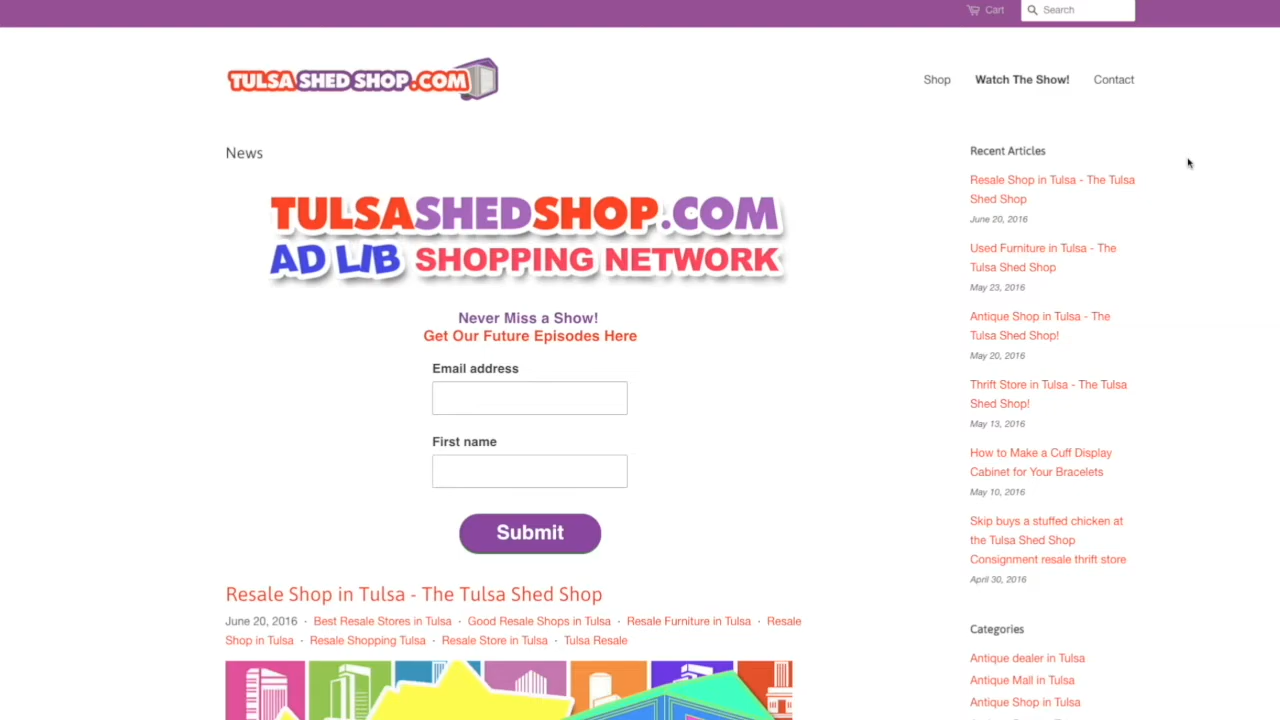 Cart
Search
TULSA SHED SHOP.COM
Shop
Watch The Show!
Contact
News
TULSASHEDSHOP.COM
AD LIB SHOPPING NETWORK
Never Miss a Show!
Get Our Future Episodes Here
Email address
First name
Submit
Resale Shop in Tulsa - The Tulsa Shed Shop
June 20, 2016 · Best Resale Stores in Tulsa · Good Resale Shops in Tulsa · Resale Furniture in Tulsa · Resale
Shop in Tulsa · Resale Shopping Tulsa · Resale Store in Tulsa · Tulsa Resale
Recent Articles
Resale Shop in Tulsa - The Tulsa
Shed Shop
June 20, 2016
Used Furniture in Tulsa - The
Tulsa Shed Shop
May 23, 2016
Antique Shop in Tulsa - The
Tulsa Shed Shop!
May 20, 2016
Thrift Store in Tulsa - The Tulsa
Shed Shop!
May 13, 2016
How to Make a Cuff Display
Cabinet for Your Bracelets
May 10, 2016
Skip buys a stuffed chicken at
the Tulsa Shed Shop
Consignment resale thrift store
April 30, 2016
Categories
Antique dealer in Tulsa
Antique Mall in Tulsa
Antique Shop in Tulsa